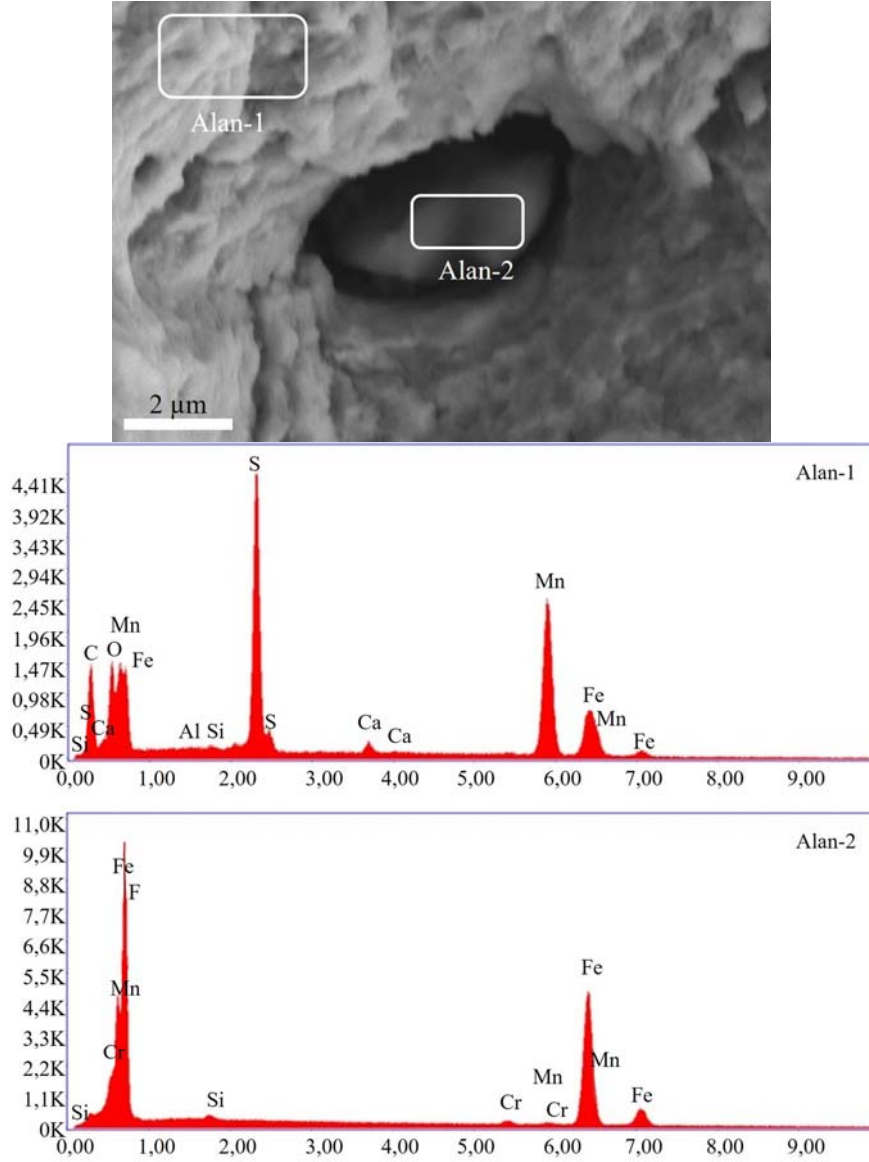 Alan-1
Alan-2
2 µm
Alan-1
4,41K
3,92K
3,43K
2,94K
2,45K
1,96K
1,47K
0,98K
0,49K
0K
S
Mn
Mn
C
O
Fe
S
Ca
Si
Al
Si
S
Ca
Ca
Fe
Mn
Fe
0,00 1,00 2,00 3,00 4,00 5,00 6,00 7,00 8,00 9,00
Alan-2
11,0K
9,9K
8,8K
7,7K
6,6K
5,5K
4,4K
3,3K
2,2K
1,1K
0K
Fe
F
Mn
Cr
Si
Si
Fe
Mn
Mn
Cr
Cr
Fe
0,00 1,00 2,00 3,00 4,00 5,00 6,00 7,00 8,00 9,00